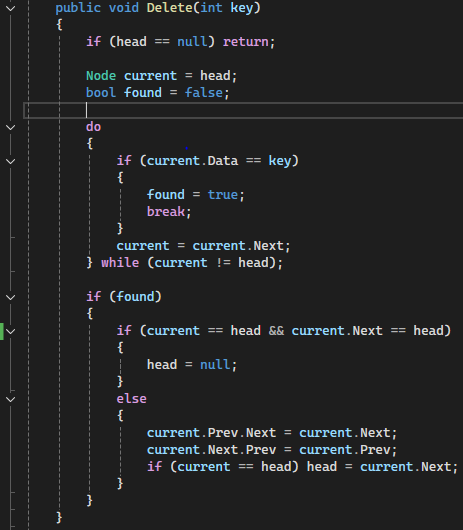 public void Delete(int key)
{
if (head == null) return;
Node current = head;
bool found = false;
do
{
if (current.Data == key)
{
found = true;
break;
}
current = current.Next;
} while (current != head);
if (found)
{
if (current == head && current.Next == head)
{
head = null;
}
else
{
current.Prev.Next = current.Next;
current.Next.Prev = current.Prev;
if (current == head) head = current.Next;
}
}
}